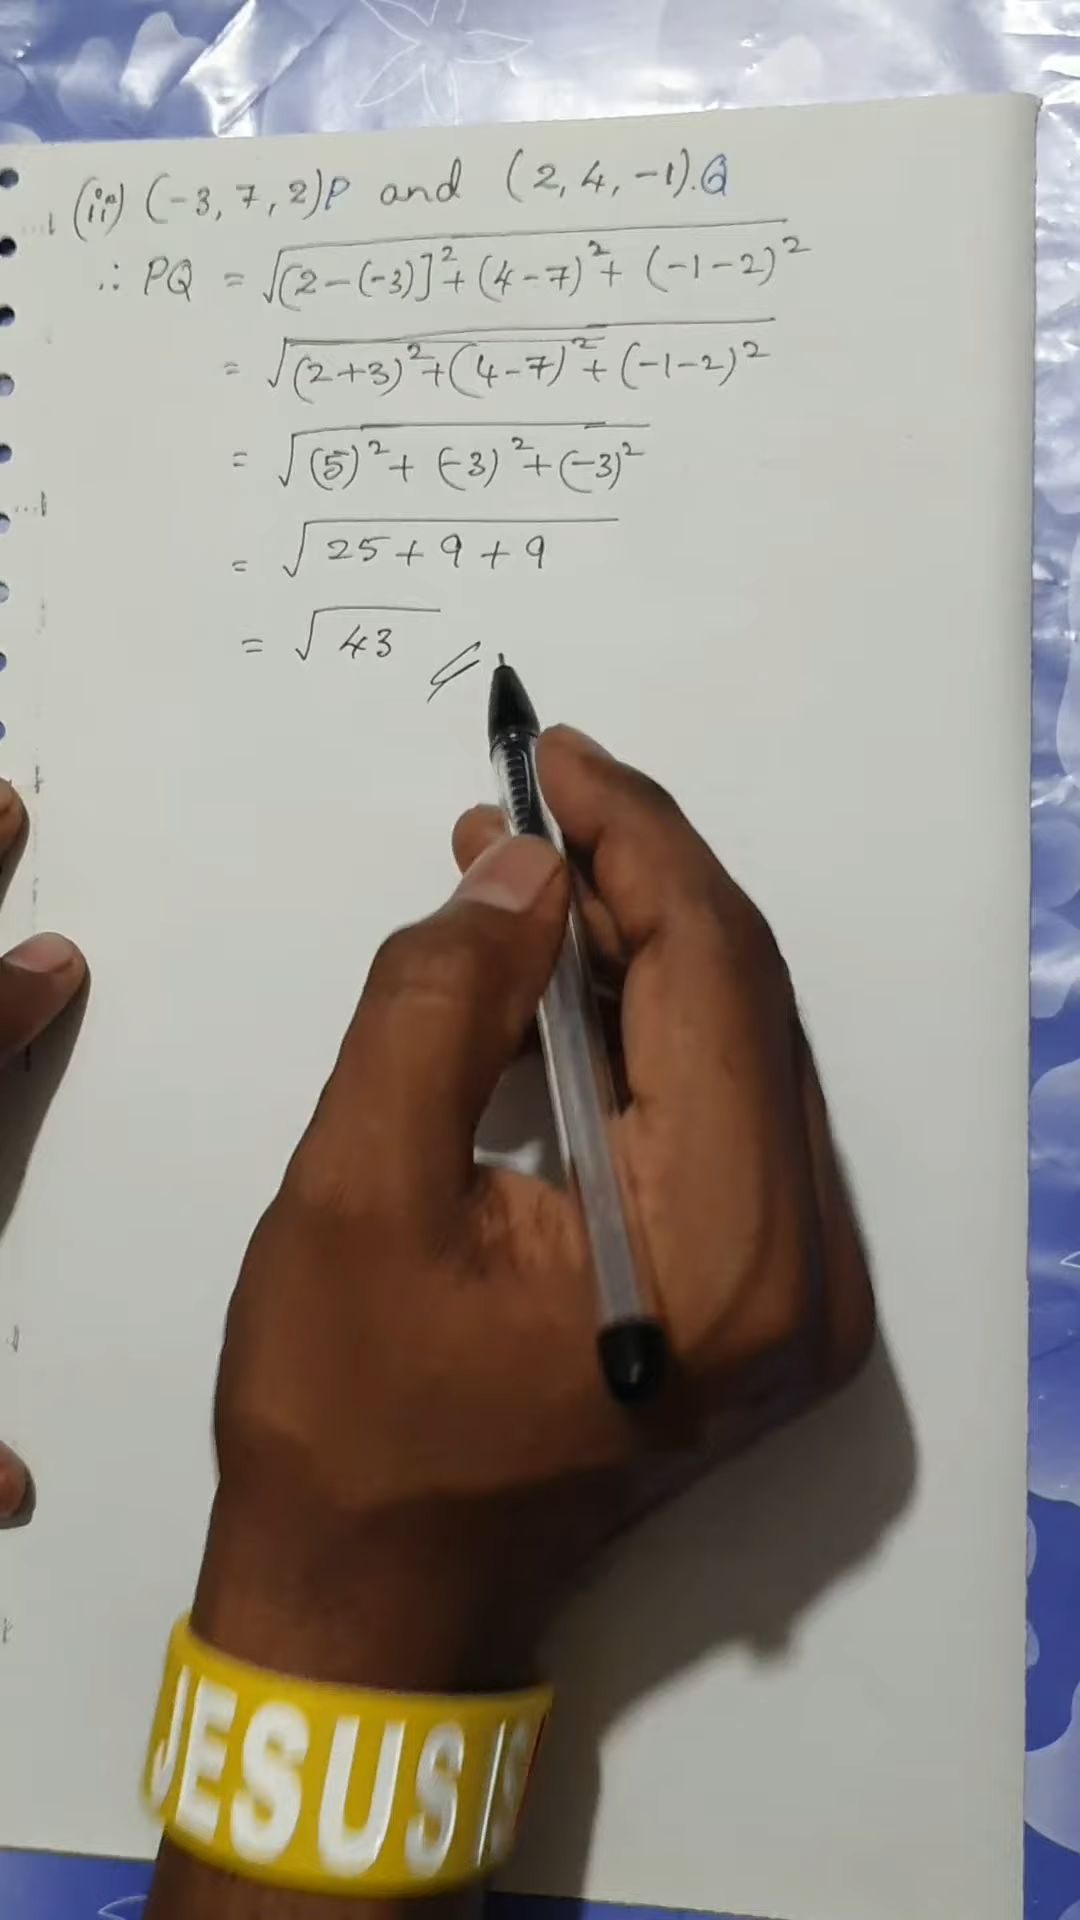 (ii) (-3, 7, 2)P and (2, 4, -1).Q
∴ PQ = √(2-(-3)]²+(4-7)²+(-1-2)²
= √(2+3)²+(4-7)²+(-1-2)²
= √(5)²+(-3)²+(-3)²
= √25+9+9
= √43
JESUS IS